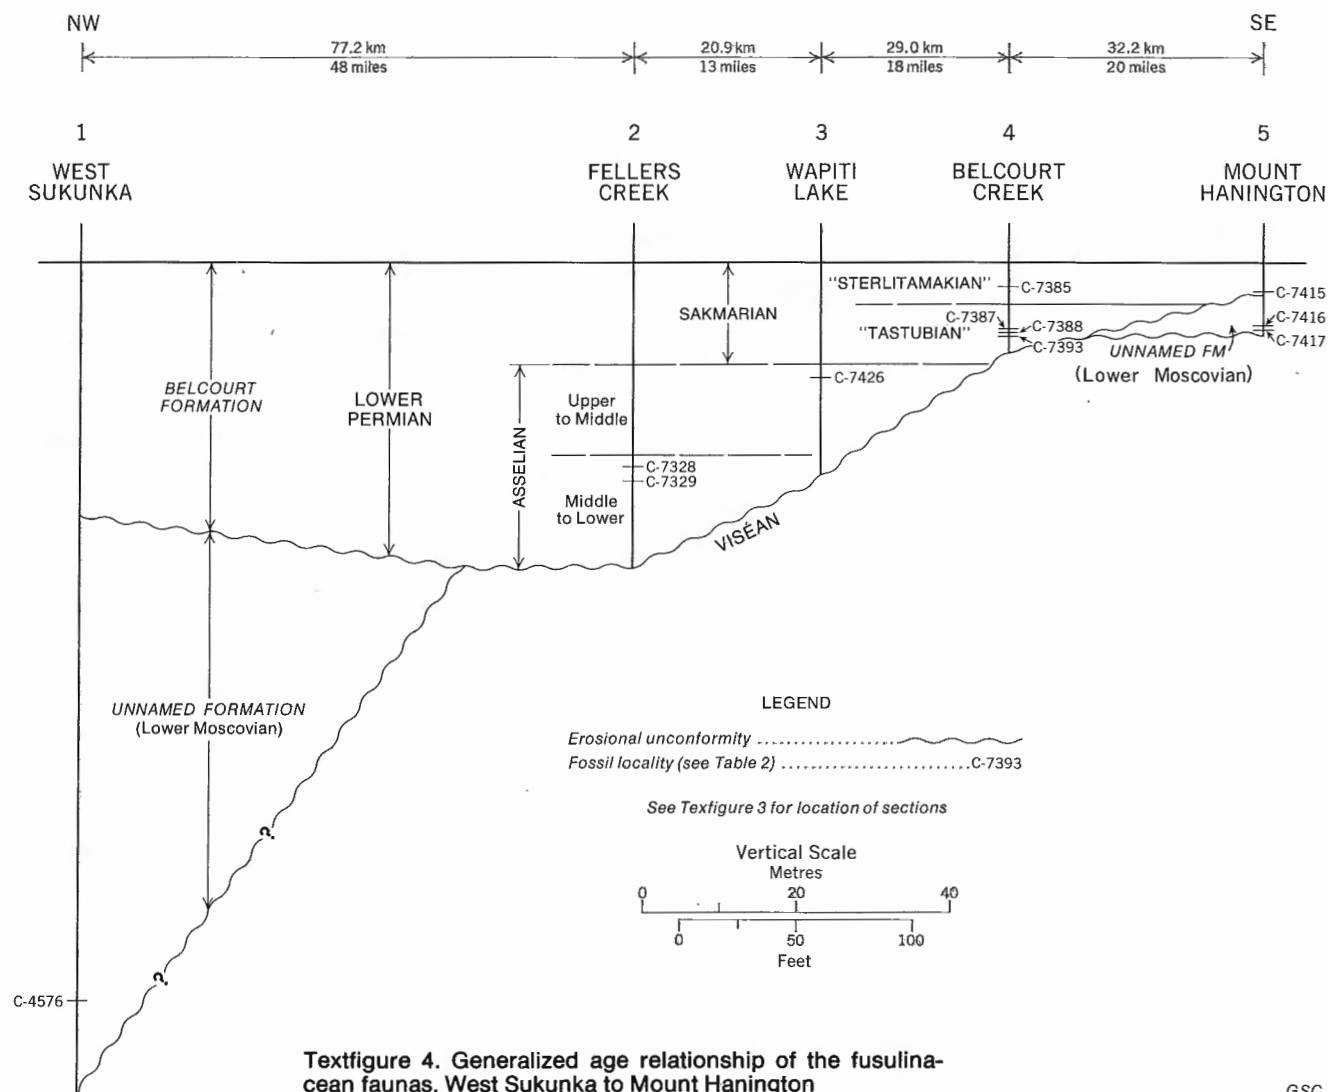 NW
SE
77.2 km
48 miles
20.9 km
13 miles
29.0 km
18 miles
32.2 km
20 miles
1
2
3
4
5
WEST
SUKUNKA
FELLERS
CREEK
WAPITI
LAKE
BELCOURT
CREEK
MOUNT
HANINGTON
"STERLITAMAKIAN"
C-7385
C-7415
SAKMARIAN
C-7387
C-7388
C-7416
"TASTUBIAN"
C-7393
C-7417
UNNAMED FM
(Lower Moscovian)
C-7426
BELCOURT
FORMATION
LOWER
PERMIAN
ASSELIAN
Upper
to Middle
C-7328
C-7329
Middle
to Lower
VISÉAN
UNNAMED FORMATION
(Lower Moscovian)
?
?
C-4576
LEGEND
Erosional unconformity
Fossil locality (see Table 2) C-7393
See Texfigure 3 for location of sections
Vertical Scale
Metres
0 20 40
0 50 100
Feet
Textfigure 4. Generalized age relationship of the fusulina-
cean faunas, West Sukunka to Mount Hanington
GSC